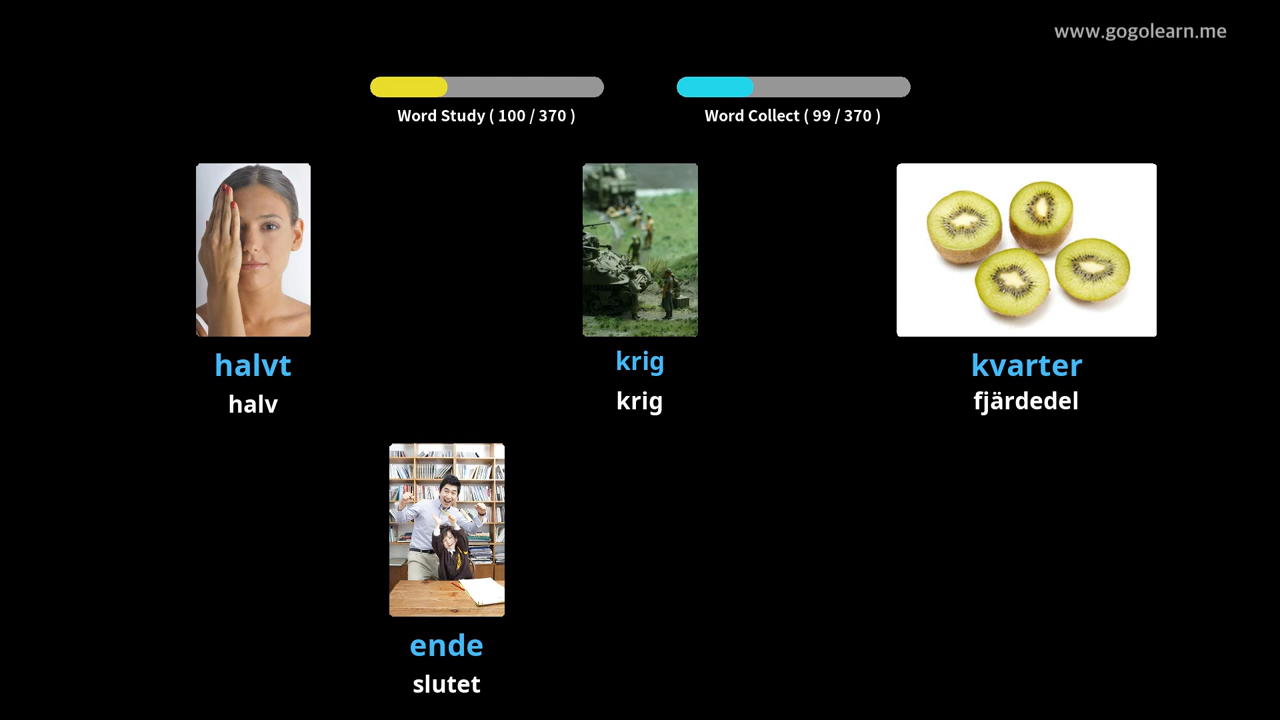 www.gogolearn.me
Word Study ( 100 / 370 )
Word Collect ( 99 / 370 )
halvt
halv
krig
krig
kvarter
fjärdedel
ende
slutet